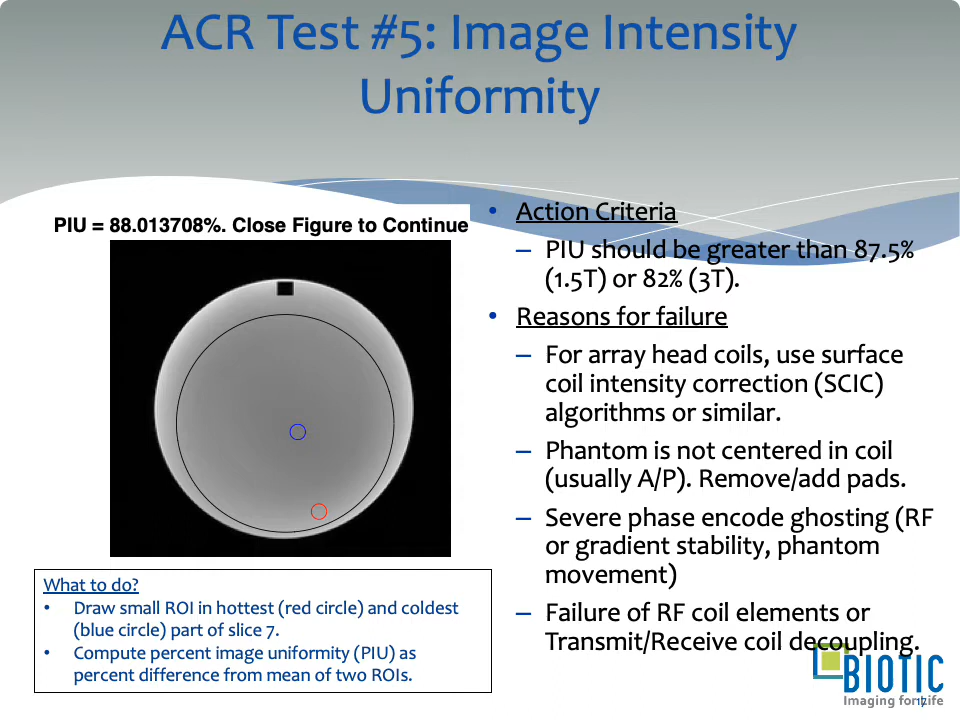 ACR Test #5: Image Intensity
Uniformity
PIU = 88.013708%. Close Figure to Continue
What to do?
• Draw small ROI in hottest (red circle) and coldest
(blue circle) part of slice 7.
• Compute percent image uniformity (PIU) as
percent difference from mean of two ROIs.
• Action Criteria
– PIU should be greater than 87.5%
(1.5T) or 82% (3T).
• Reasons for failure
– For array head coils, use surface
coil intensity correction (SCIC)
algorithms or similar.
– Phantom is not centered in coil
(usually A/P). Remove/add pads.
– Severe phase encode ghosting (RF
or gradient stability, phantom
movement)
– Failure of RF coil elements or
Transmit/Receive coil decoupling.
BIOTIC
Imaging for Life
17